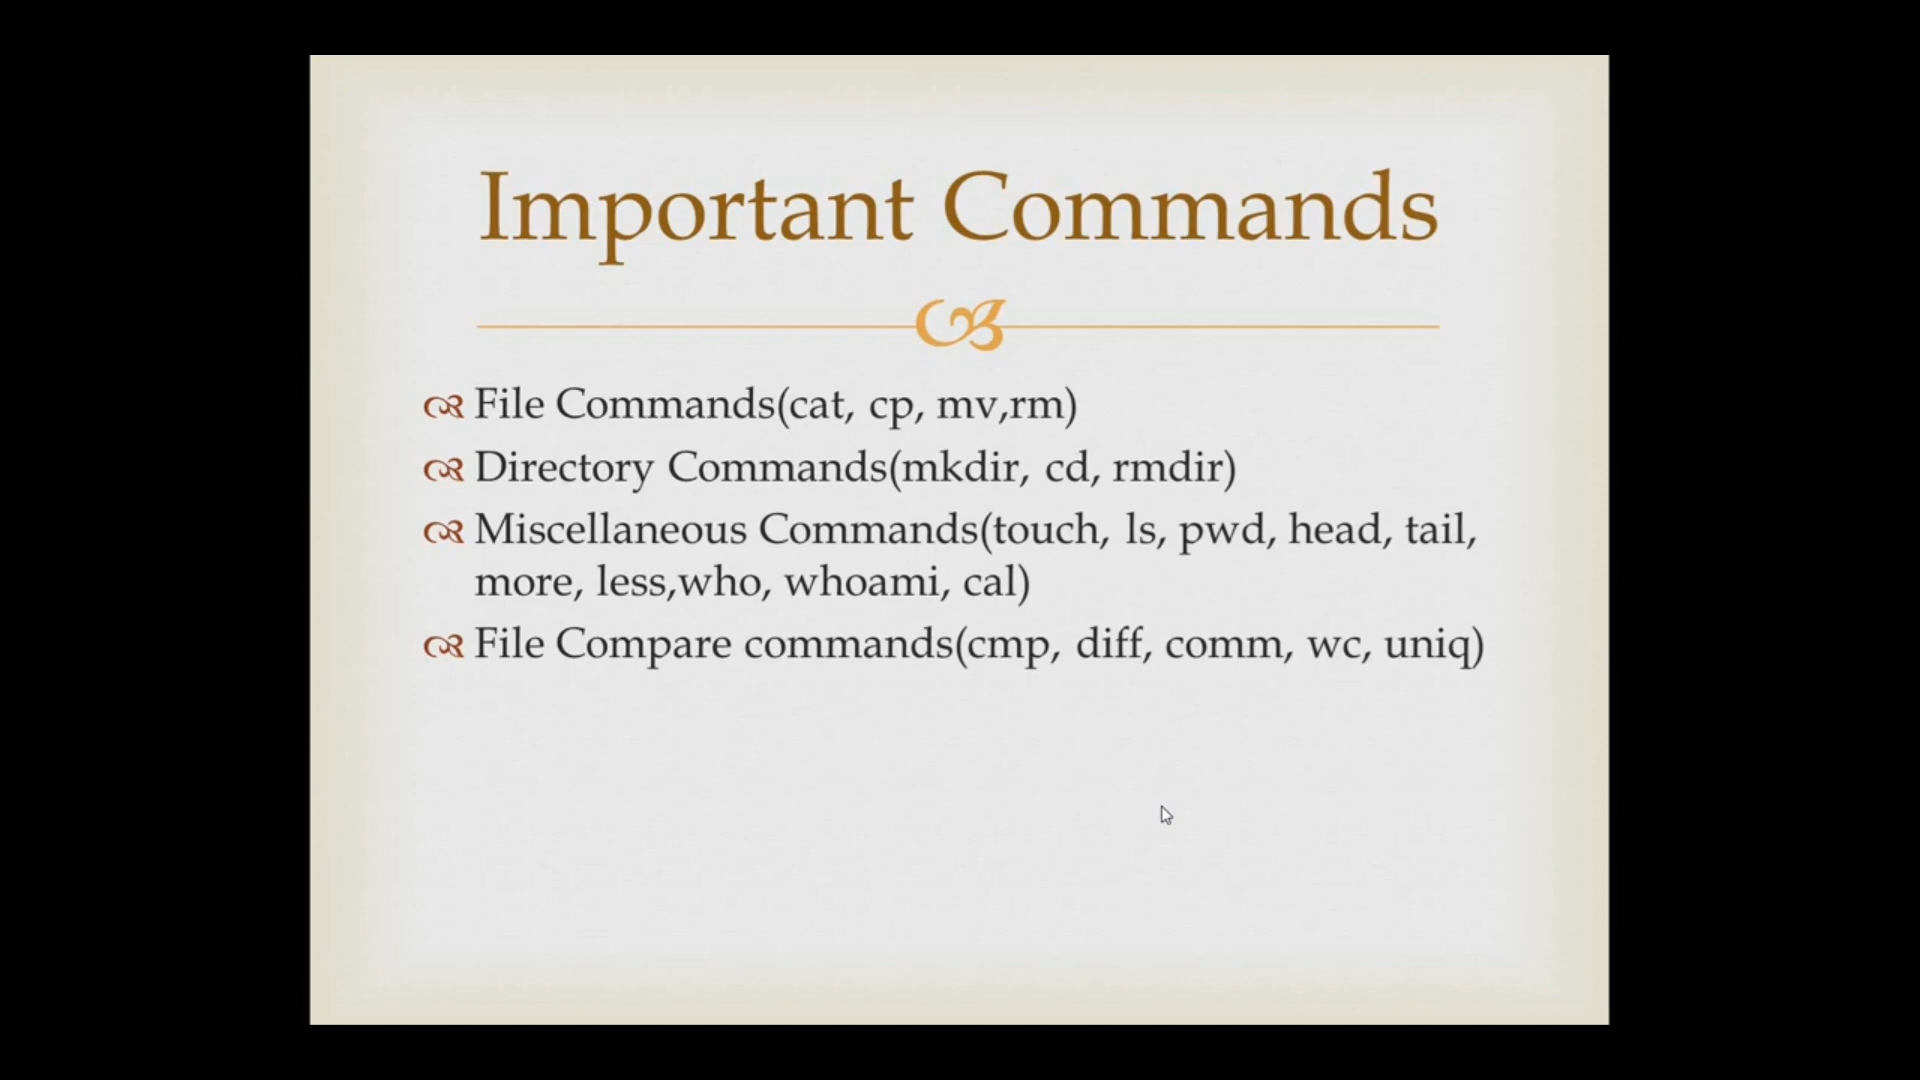 Important Commands
File Commands(cat, cp, mv,rm)
Directory Commands(mkdir, cd, rmdir)
Miscellaneous Commands(touch, ls, pwd, head, tail,
more, less,who, whoami, cal)
File Compare commands(cmp, diff, comm, wc, uniq)